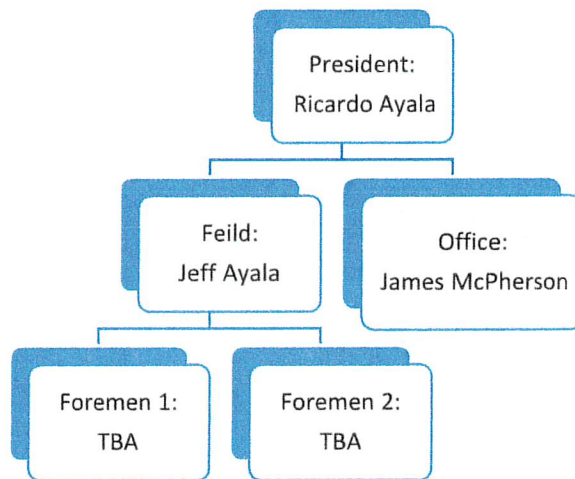 President:
Ricardo Ayala
Feild:
Jeff Ayala
Office:
James McPherson
Foremen 1:
TBA
Foremen 2:
TBA